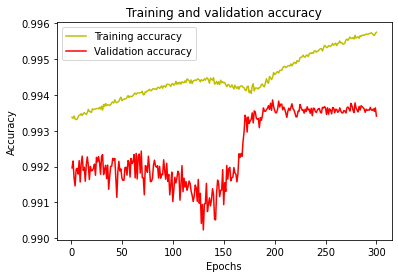 Training and validation accuracy
0.996
0.995
0.994
0.993
0.992
0.991
0.990
Accuracy
Training accuracy
Validation accuracy
0 50 100 150 200 250 300
Epochs